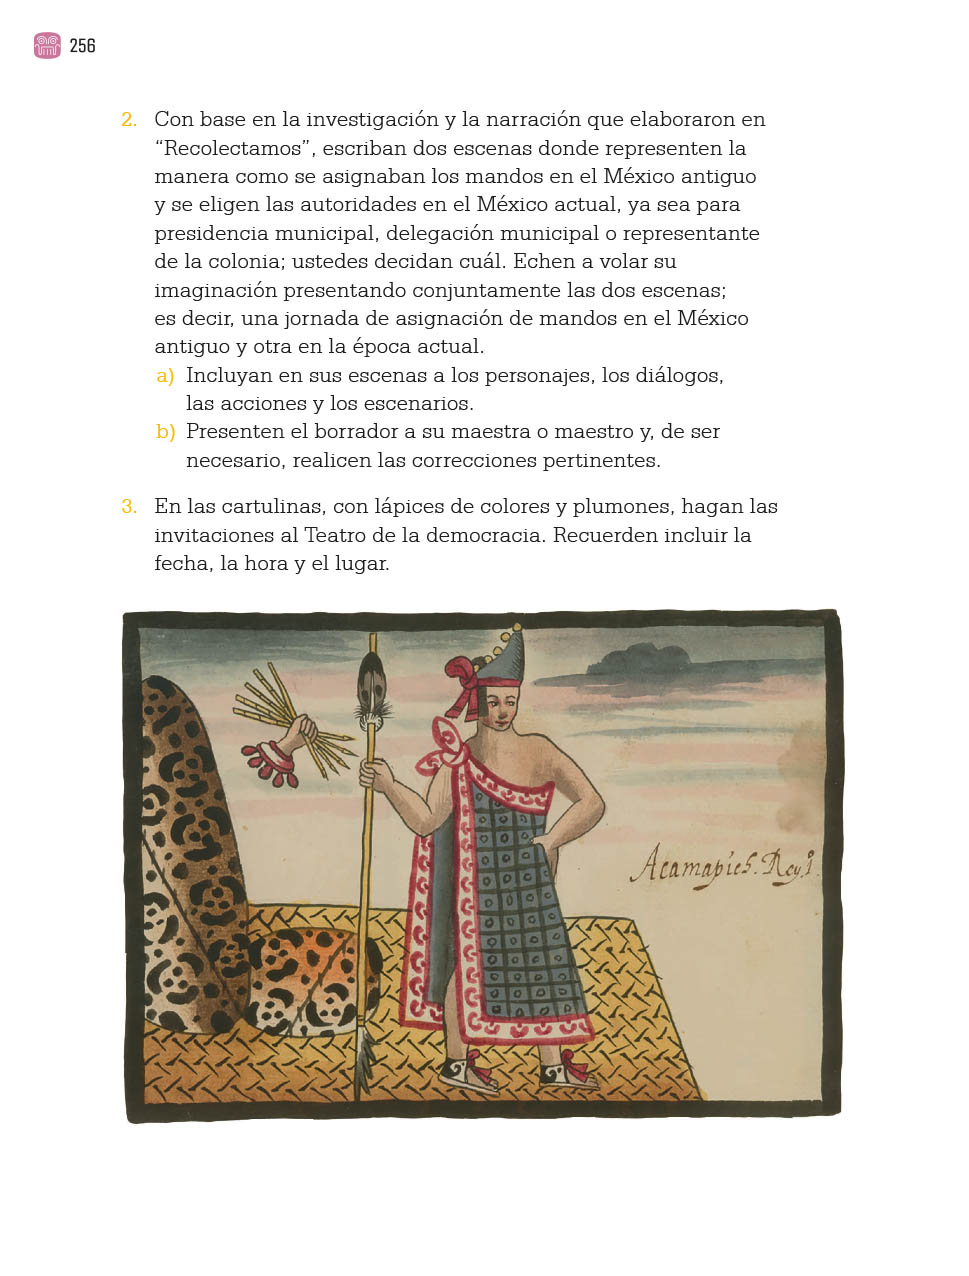 256
2. Con base en la investigación y la narración que elaboraron en
“Recolectamos”, escriban dos escenas donde representen la
manera como se asignaban los mandos en el México antiguo
y se eligen las autoridades en el México actual, ya sea para
presidencia municipal, delegación municipal o representante
de la colonia; ustedes decidan cuál. Echen a volar su
imaginación presentando conjuntamente las dos escenas;
es decir, una jornada de asignación de mandos en el México
antiguo y otra en la época actual.
a) Incluyan en sus escenas a los personajes, los diálogos,
las acciones y los escenarios.
b) Presenten el borrador a su maestra o maestro y, de ser
necesario, realicen las correcciones pertinentes.
3. En las cartulinas, con lápices de colores y plumones, hagan las
invitaciones al Teatro de la democracia. Recuerden incluir la
fecha, la hora y el lugar.
Rey. 1º